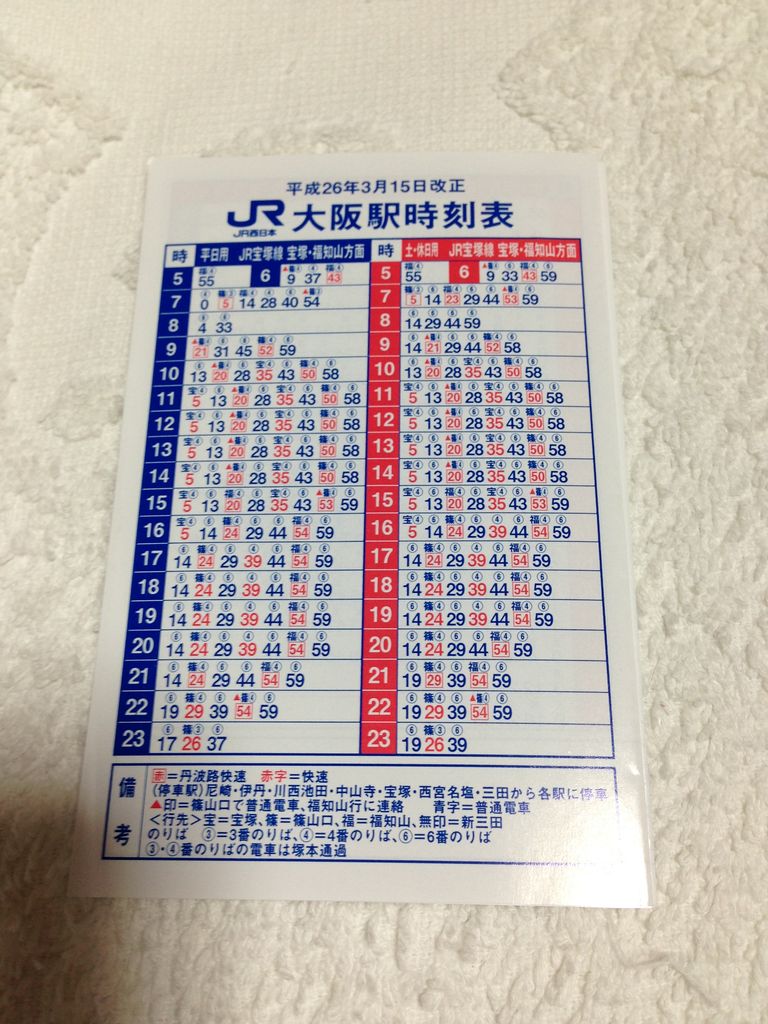 平成26年3月15日改正
JR 大阪駅時刻表
JR西日本
時 平日用 JR宝塚線 宝塚・福知山方面 時 土・休日用 JR宝塚線 宝塚・福知山方面
5 55 6 9 37 43 5 55 6 9 33 43 59
7 0 5 14 28 40 54 7 5 14 23 29 44 53 59
8 4 33 8 14 29 44 59
9 21 31 45 52 59 9 14 21 29 44 52 58
10 13 20 28 35 43 50 58 10 13 20 28 35 43 50 58
11 5 13 20 28 35 43 50 58 11 5 13 20 28 35 43 50 58
12 5 13 20 28 35 43 50 58 12 5 13 20 28 35 43 50 58
13 5 13 20 28 35 43 50 58 13 5 13 20 28 35 43 50 58
14 5 13 20 28 35 43 50 58 14 5 13 20 28 35 43 50 58
15 5 13 20 28 35 43 53 59 15 5 13 20 28 35 43 53 59
16 5 14 24 29 44 54 59 16 5 14 24 29 39 44 54 59
17 14 24 29 39 44 54 59 17 14 24 29 39 44 54 59
18 14 24 29 39 44 54 59 18 14 24 29 39 44 54 59
19 14 24 29 39 44 54 59 19 14 24 29 39 44 54 59
20 14 24 29 39 44 54 59 20 14 24 29 44 54 59
21 14 24 29 44 54 59 21 19 29 39 54 59
22 19 29 39 54 59 22 19 29 39 54 59
23 17 26 37 23 19 26 39
備考
赤=丹波路快速 赤字=快速
(停車駅)尼崎・伊丹・川西池田・中山寺・宝塚・西宮名塩・三田から各駅に停車
▲印=篠山口で普通電車、福知山行に連絡 青字=普通電車
<行先>宝=宝塚、篠=篠山口、福=福知山、無印=新三田
のりば ③=3番のりば、④=4番のりば、⑥=6番のりば
③・④番のりばの電車は塚本通過